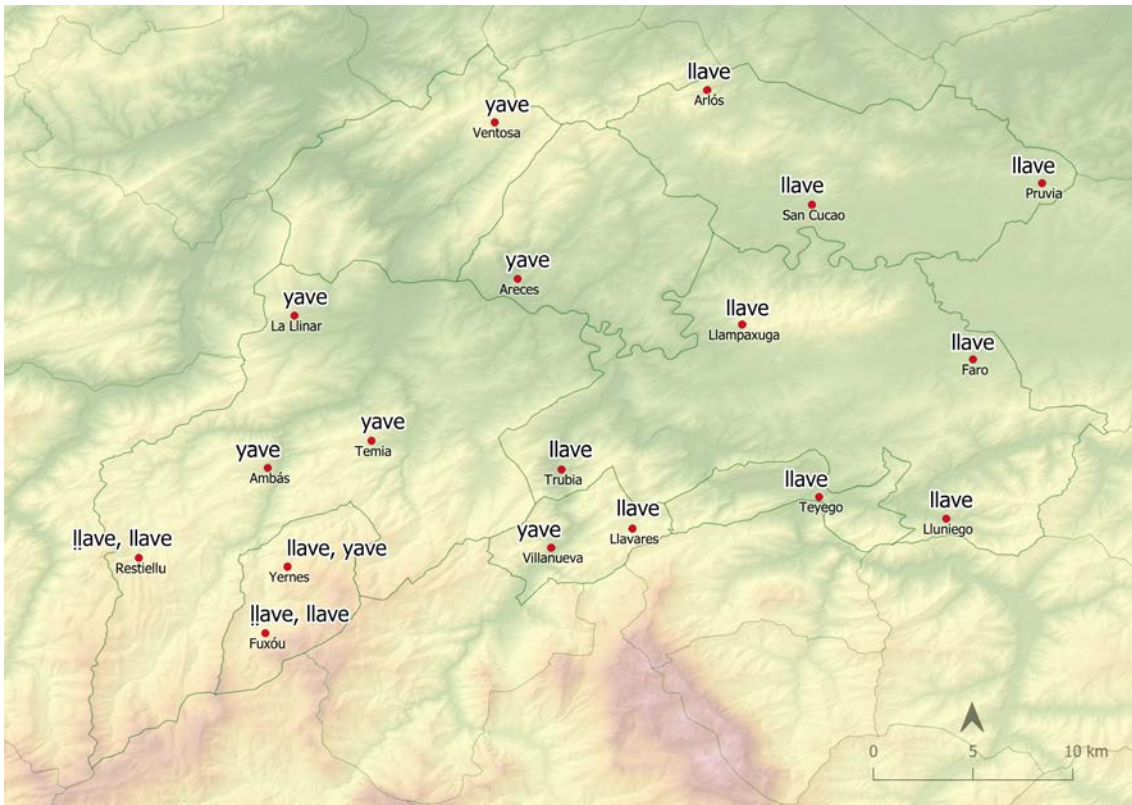 llave
Arlós
yave
Ventosa
llave
Pruvia
llave
San Cucao
yave
Areces
yave
La Llinar
llave
Llampaxuga
llave
Faro
yave
Temia
yave
Ambás
llave
Trubia
llave
Teyego
llave
Lluniego
llave
Llavares
yave
Villanueva
ḷḷave, llave
Restiellu
llave, yave
Yernes
ḷḷave, llave
Fuxóu
0 5 10 km